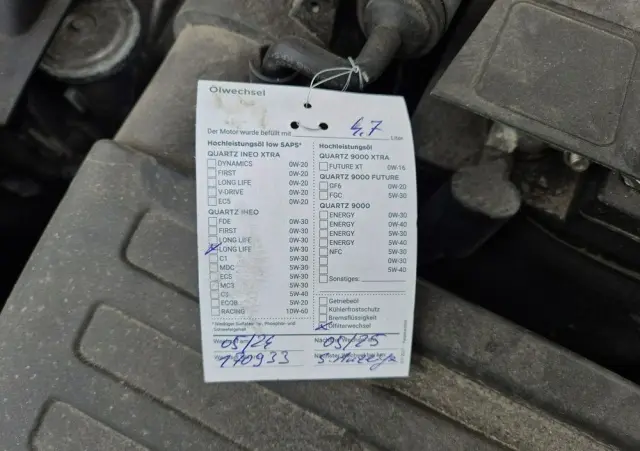 Ölwechsel
Der Motor wurde befüllt mit 4,7 Liter
Hochleistungsöl low SAPS*
QUARTZ INEO XTRA
DYNAMICS 0W-20
FIRST 0W-20
LONG LIFE 0W-20
V-DRIVE 0W-20
EC5 0W-20
QUARTZ INEO
FDE 0W-30
FIRST 0W-30
LONG LIFE 0W-30
LONG LIFE 5W-30
C1 5W-30
MDC 5W-30
ECS 5W-30
MC3 5W-30
C3 5W-40
ECOB 5W-20
RACING 10W-60
Hochleistungsöl
QUARTZ 9000 XTRA
FUTURE XT 0W-16
QUARTZ 9000 FUTURE
GF6 0W-20
FGC 5W-30
QUARTZ 9000
ENERGY 0W-30
ENERGY 0W-40
ENERGY 5W-30
ENERGY 5W-40
NFC 5W-30
0W-30
5W-40
Sonstiges:
Getriebeöl
Kühlerfrostschutz
Bremsflüssigkeit
Ölfilterwechsel
05/24
05/25
170933